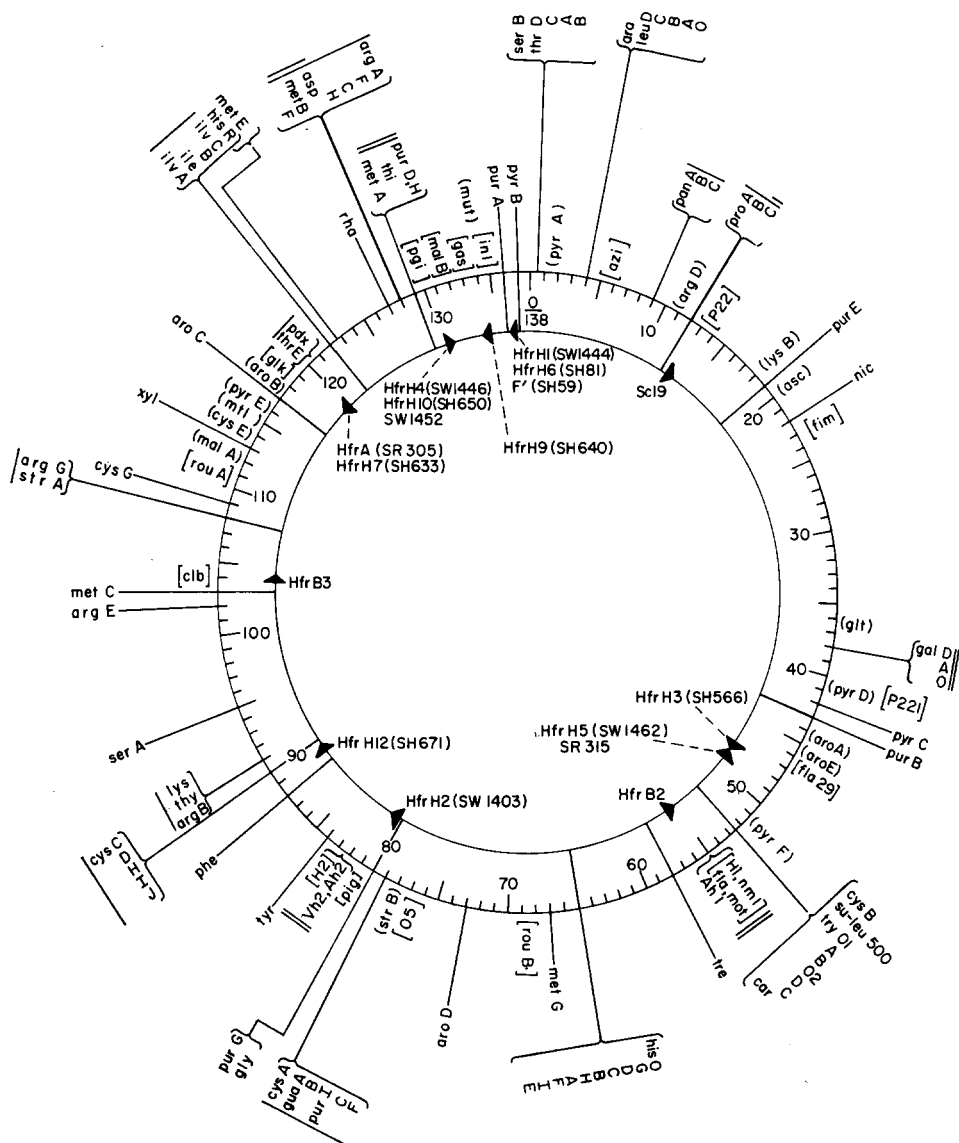 ser B
thr D
C
A
B
ara
leu D
C
B
A
O
(pyr A)
[azi]
pan A
B
C
pro A
B
C
(arg D)
[P22]
(lys B)
pur E
(asc)
nic
[fim]
(glt)
gal D
A
O
(pyr D) [P221]
pyr C
pur B
(aroA)
(aroE)
[fla 29]
(pyr F)
cys B
su-leu 500
try O1
A
B
O2
D
C
car
[H1, nml]
[fla, mot]
Ah1
tre
his O
G
D
C
B
H
A
F
I
E
met G
[rou B]
aro D
(str B)
[O5]
cys A
gua A
B
pur I
C
F
pur G
gly
[H2]
Vh2, Ah2
[pig]
tyr
phe
cys C
D
H
I
J
lys
thy
argB
ser A
arg E
met C
[clb]
arg G
str A
cys G
[rou A]
(mal A)
xyl
(cys E)
(mtl)
(pyr E)
aro C
(aroB)
[glk]
thrE
pdx
met E
his R
ilv C
B
ile
ilv A
rha
arg A
F
C
H
asp
metB
F
pur D,H
thi
met A
[pgi]
[mal B]
[gas]
(mut)
[inl]
pur A
pyr B
0
138
10
20
30
40
50
60
70
80
90
100
110
120
130
HfrH1(SW1444)
HfrH6(SH81)
F' (SH59)
Sc19
HfrH4(SW1446)
HfrH10(SH650)
SW1452
HfrH9(SH640)
HfrA (SR305)
HfrH7(SH633)
HfrB3
HfrH3(SH566)
HfrH5(SW1462)
SR 315
HfrB2
HfrH2(SW1403)
HfrH12(SH671)